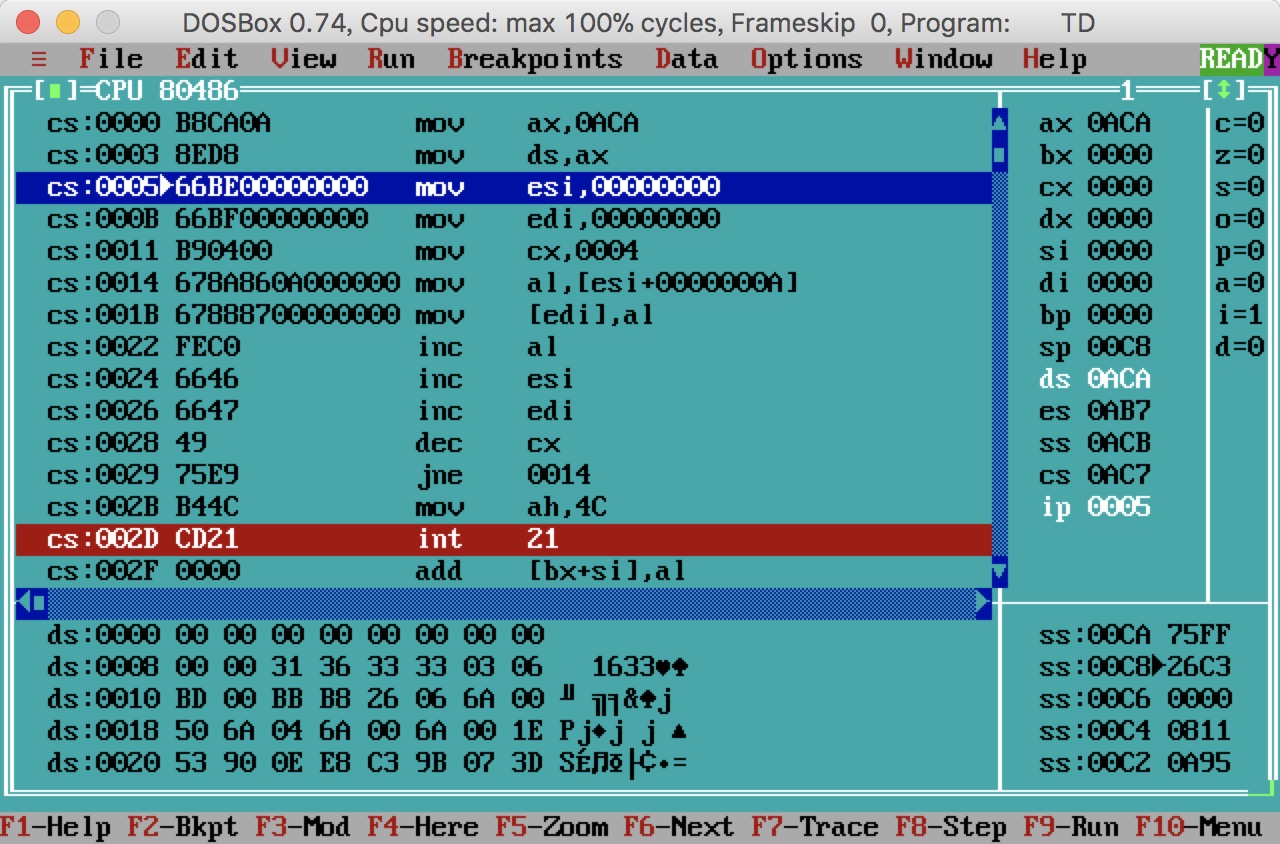 DOSBox 0.74, Cpu speed: max 100% cycles, Frameskip 0, Program: TD
≡ File Edit View Run Breakpoints Data Options Window Help READY
[■]=CPU 80486 1 [↕]
cs:0000 B8CA0A mov ax,0ACA ax 0ACA c=0
cs:0003 8ED8 mov ds,ax bx 0000 z=0
cs:0005►66BE00000000 mov esi,00000000 cx 0000 s=0
cs:000B 66BF00000000 mov edi,00000000 dx 0000 o=0
cs:0011 B90400 mov cx,0004 si 0000 p=0
cs:0014 678A860A000000 mov al,[esi+0000000A] di 0000 a=0
cs:001B 67888700000000 mov [edi],al bp 0000 i=1
cs:0022 FEC0 inc al sp 00C8 d=0
cs:0024 6646 inc esi ds 0ACA
cs:0026 6647 inc edi es 0AB7
cs:0028 49 dec cx ss 0ACB
cs:0029 75E9 jne 0014 cs 0AC7
cs:002B B44C mov ah,4C ip 0005
cs:002D CD21 int 21
cs:002F 0000 add [bx+si],al
ds:0000 00 00 00 00 00 00 00 00 ss:00CA 75FF
ds:0008 00 00 31 36 33 33 03 06 1633♥♠ ss:00C8►26C3
ds:0010 BD 00 BB B8 26 06 6A 00 ╜ ╗╕&♠j ss:00C6 0000
ds:0018 50 6A 04 6A 00 6A 00 1E Pj♦j j ▲ ss:00C4 0811
ds:0020 53 90 0E E8 C3 9B 07 3D SÉ♫Φ├¢•= ss:00C2 0A95
F1-Help F2-Bkpt F3-Mod F4-Here F5-Zoom F6-Next F7-Trace F8-Step F9-Run F10-Menu